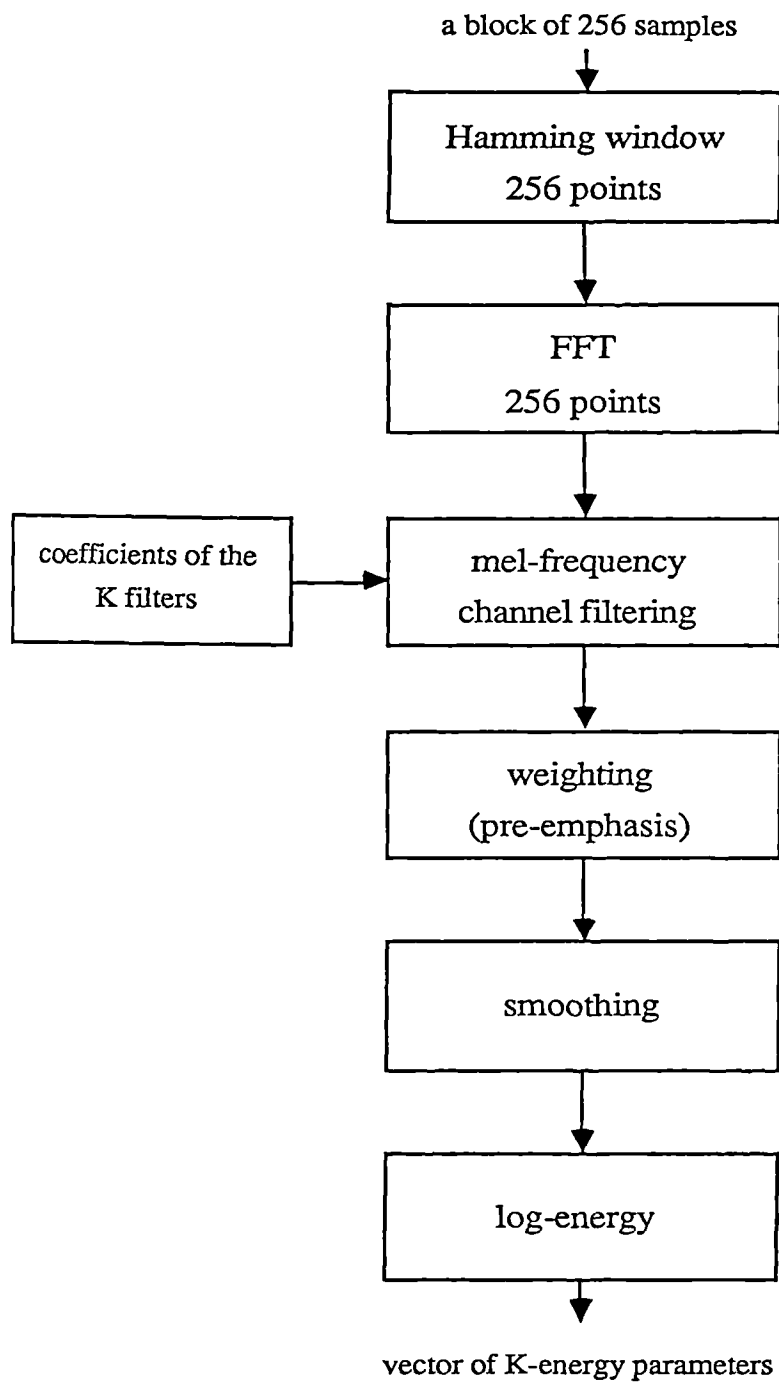 a block of 256 samples
Hamming window
256 points
FFT
256 points
coefficients of the
K filters
mel-frequency
channel filtering
weighting
(pre-emphasis)
smoothing
log-energy
vector of K-energy parameters